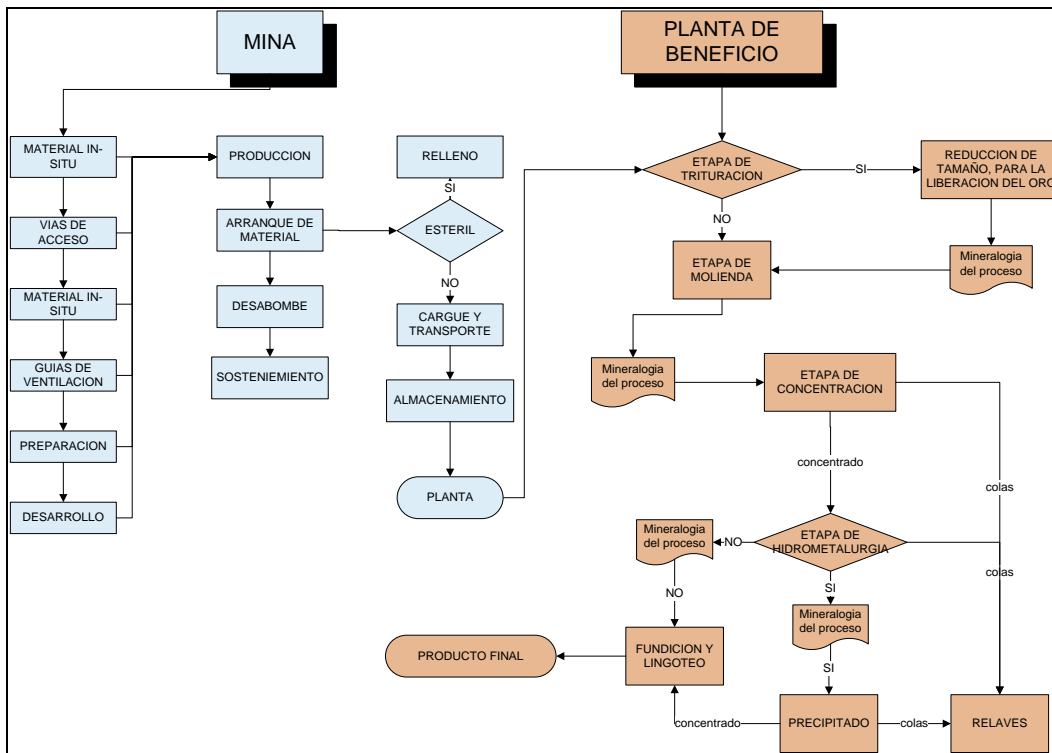 MINA
MATERIAL IN-
SITU
VIAS DE
ACCESO
MATERIAL IN-
SITU
GUIAS DE
VENTILACION
PREPARACION
DESARROLLO
PRODUCCION
ARRANQUE DE
MATERIAL
DESABOMBE
SOSTENIEMIENTO
RELLENO
SI
ESTERIL
NO
CARGUE Y
TRANSPORTE
ALMACENAMIENTO
PLANTA
PLANTA DE
BENEFICIO
ETAPA DE
TRITURACION
SI
REDUCCION DE
TAMAÑO, PARA LA
LIBERACION DEL ORO
NO
Mineralogia
del proceso
ETAPA DE
MOLIENDA
Mineralogia
del proceso
ETAPA DE
CONCENTRACION
concentrado
colas
ETAPA DE
HIDROMETALURGIA
NO
Mineralogia
del proceso
colas
SI
NO
Mineralogia
del proceso
SI
FUNDICION Y
LINGOTEO
PRODUCTO FINAL
concentrado
PRECIPITADO
colas
RELAVES